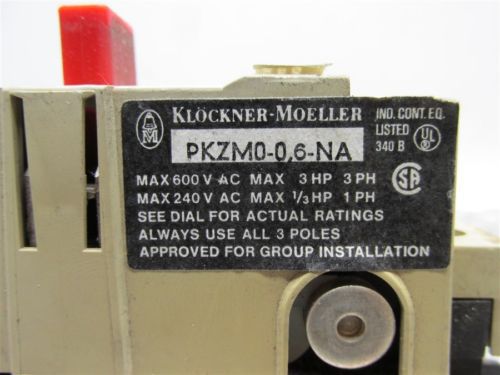 KLÖCKNER-MOELLER
IND. CONT. EQ.
LISTED
340 B
UL
PKZM0-0,6-NA
MAX 600 V AC MAX 3 HP 3 PH
MAX 240 V AC MAX 1/3 HP 1 PH
SEE DIAL FOR ACTUAL RATINGS
ALWAYS USE ALL 3 POLES
APPROVED FOR GROUP INSTALLATION
SA
M